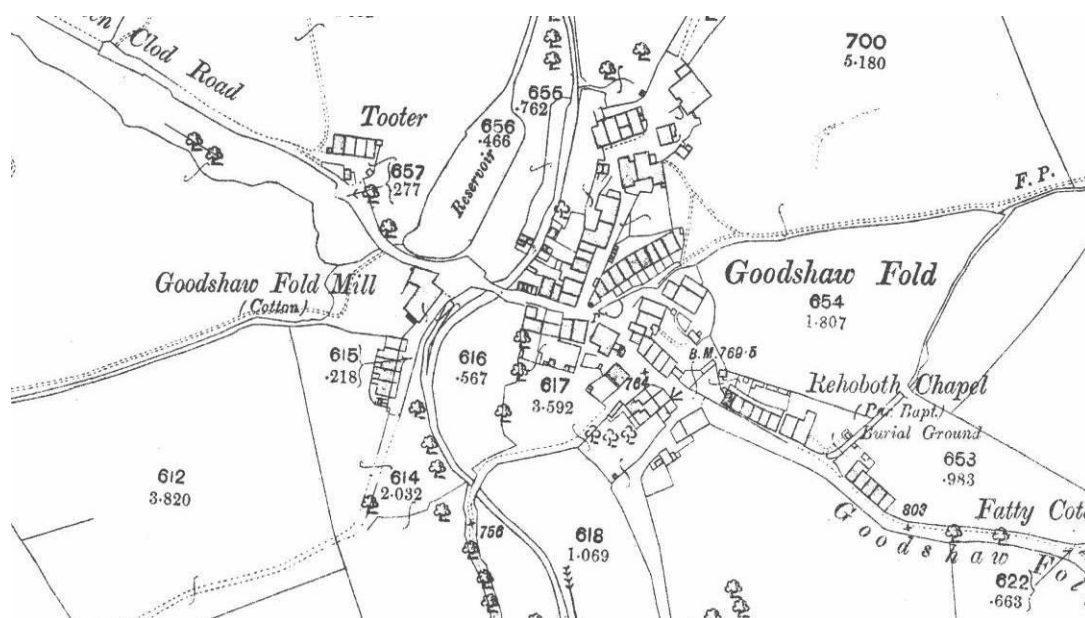 Clod Road
Tooter
657
·277
656
·466
Reservoir
656
·762
700
5·180
F. P.
Goodshaw Fold Mill
(Cotton)
Goodshaw Fold
654
1·807
615
·218
616
·567
617
3·592
B.M. 769·5
764
Rehoboth Chapel
(Par. Bapt.)
Burial Ground
653
·983
612
3·820
614
2·032
756
618
1·069
803
Fatty
Goodshaw
622
·663